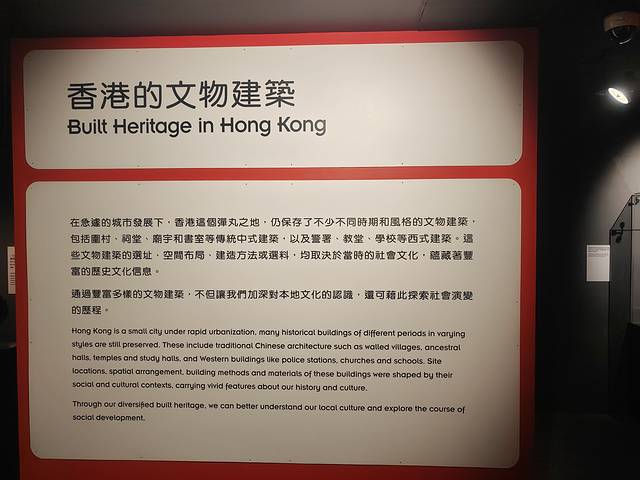 香港的文物建築
Built Heritage in Hong Kong
在急遽的城市發展下，香港這個彈丸之地，仍保存了不少不同時期和風格的文物建築，
包括圍村、祠堂、廟宇和書室等傳統中式建築，以及警署、教堂、學校等西式建築。這
些文物建築的選址，空間布局，建造方法或選料，均取決於當時的社會文化，蘊藏著豐
富的歷史文化信息。
通過豐富多樣的文物建築，不但讓我們加深對本地文化的認識，還可藉此探索社會演變
的歷程。
Hong Kong is a small city under rapid urbanization, many historical buildings of different periods in varying
styles are still preserved. These include traditional Chinese architecture such as walled villages, ancestral
halls, temples and study halls, and Western buildings like police stations, churches and schools. Site
locations, spatial arrangement, building methods and materials of these buildings were shaped by their
social and cultural contexts, carrying vivid features about our history and culture.
Through our diversified built heritage, we can better understand our local culture and explore the course of
social development.